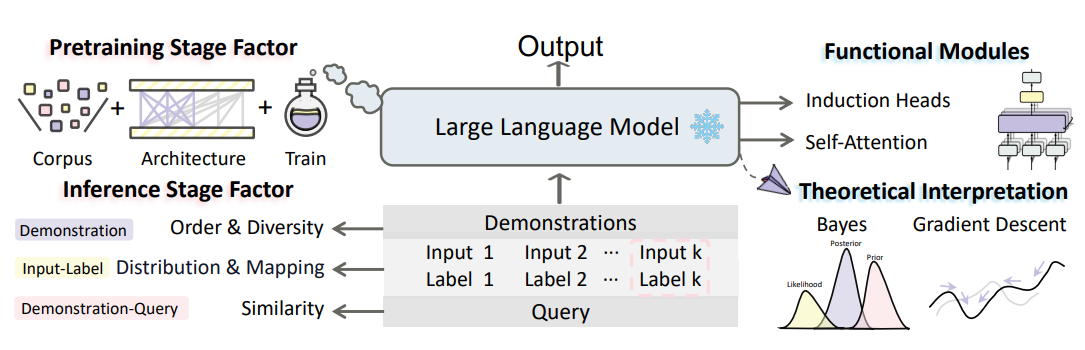 Pretraining Stage Factor
Corpus
+
Architecture
+
Train
Inference Stage Factor
Demonstration
Order & Diversity
Input-Label
Distribution & Mapping
Demonstration-Query
Similarity
Output
Large Language Model
Demonstrations
Input 1 Input 2 ··· Input k
Label 1 Label 2 ··· Label k
Query
Functional Modules
Induction Heads
Self-Attention
Theoretical Interpretation
Bayes
Gradient Descent
Posterior
Prior
Likelihood